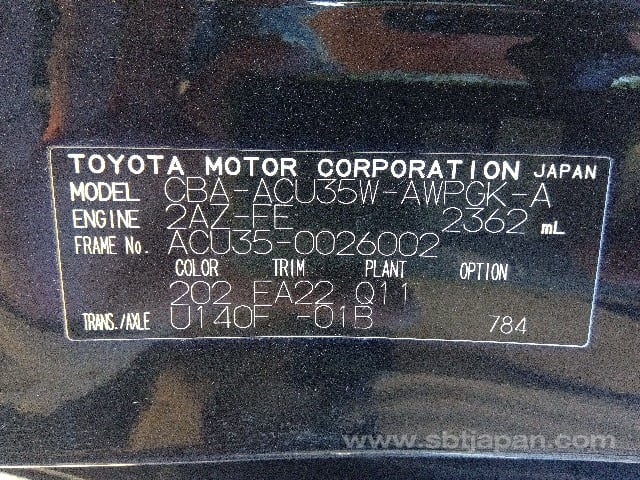 TOYOTA MOTOR CORPORATION JAPAN
MODEL CBA-ACU35W-AWPGK-A
ENGINE 2AZ-FE 2362 mL
FRAME No. ACU35-0026002
COLOR TRIM PLANT OPTION
202 FA22 Q11
TRANS./AXLE U140F -01B 784
www.sbtjapan.com